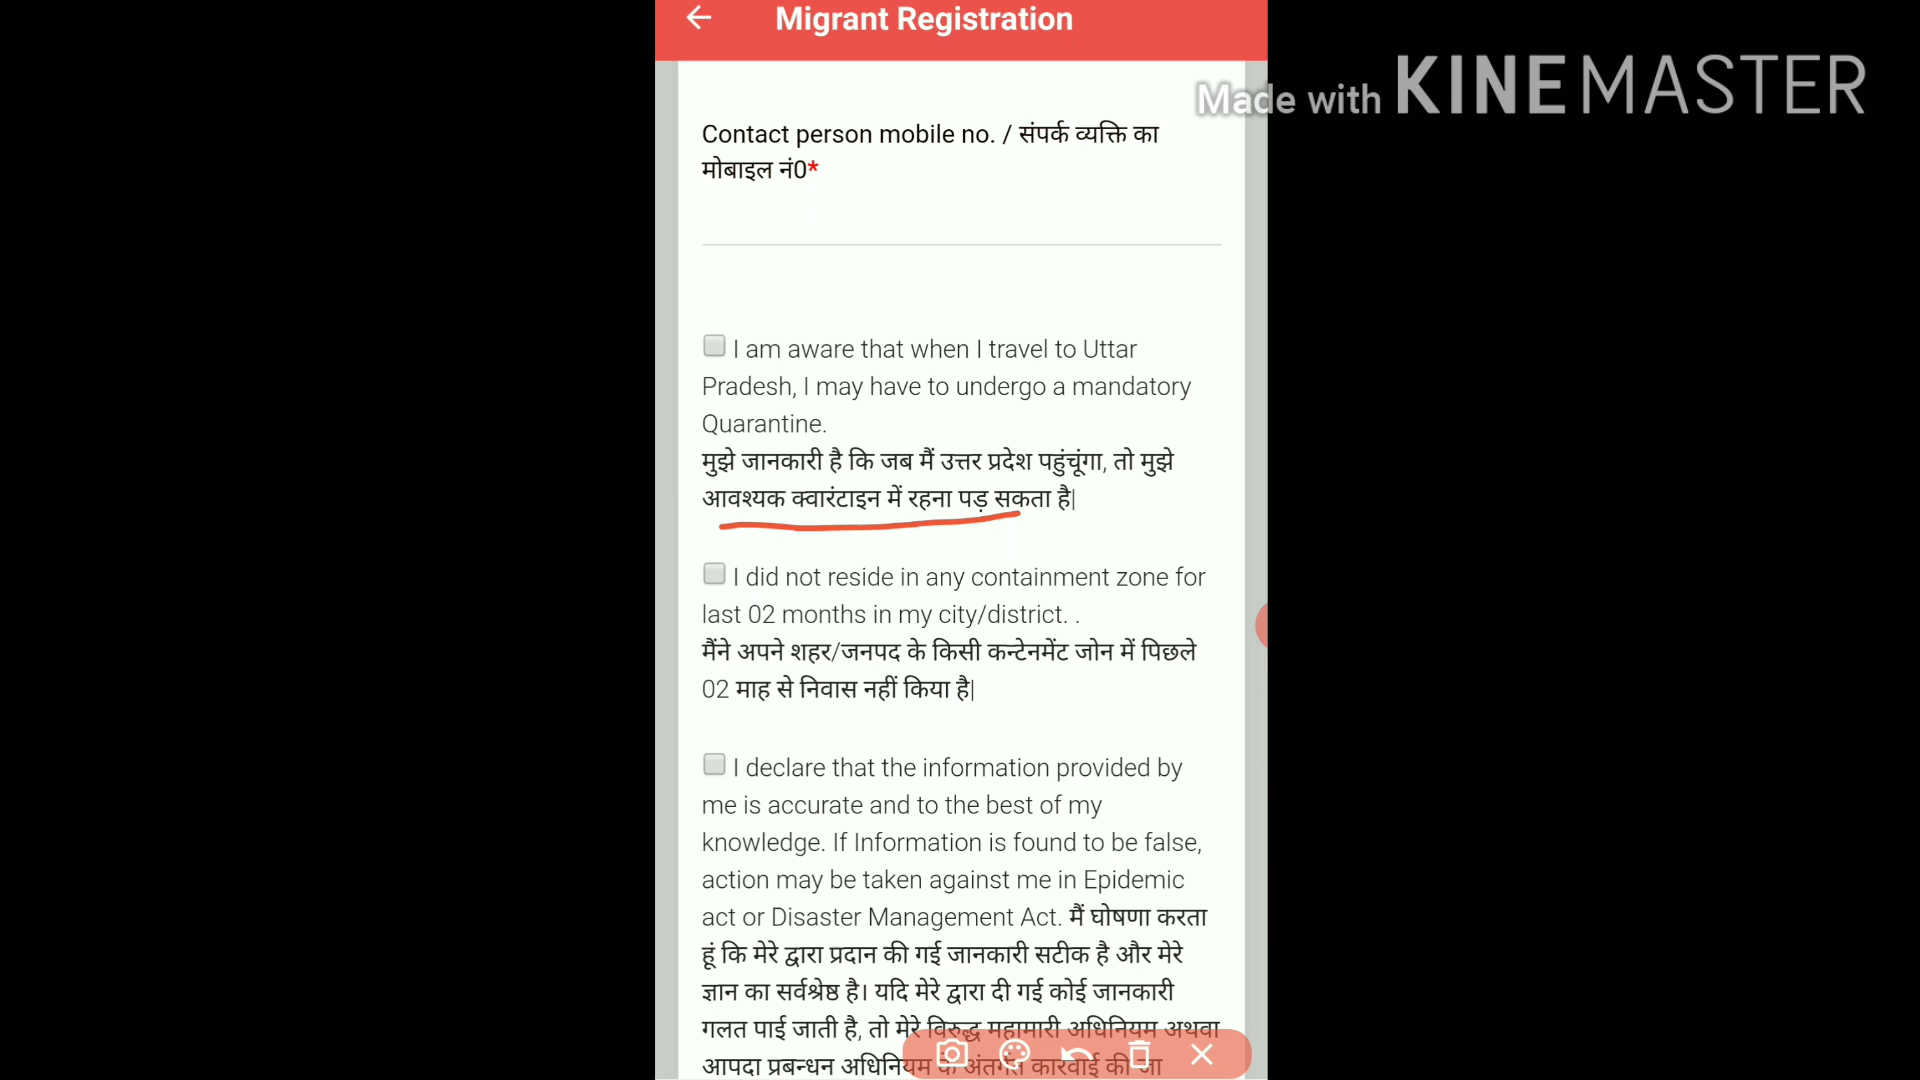 Migrant Registration
Made with KINEMASTER
Contact person mobile no. / संपर्क व्यक्ति का
मोबाइल नं0*
I am aware that when I travel to Uttar
Pradesh, I may have to undergo a mandatory
Quarantine.
मुझे जानकारी है कि जब मैं उत्तर प्रदेश पहुंचूंगा, तो मुझे
आवश्यक क्वारंटाइन में रहना पड़ सकता है|
I did not reside in any containment zone for
last 02 months in my city/district. .
मैंने अपने शहर/जनपद के किसी कन्टेनमेंट जोन में पिछले
02 माह से निवास नहीं किया है|
I declare that the information provided by
me is accurate and to the best of my
knowledge. If Information is found to be false,
action may be taken against me in Epidemic
act or Disaster Management Act. मैं घोषणा करता
हूं कि मेरे द्वारा प्रदान की गई जानकारी सटीक है और मेरे
ज्ञान का सर्वश्रेष्ठ है। यदि मेरे द्वारा दी गई कोई जानकारी
गलत पाई जाती है, तो मेरे विरुद्ध महामारी अधिनियम अथवा
आपदा प्रबन्धन अधिनियम के अंतर्गत कारवाई की जा